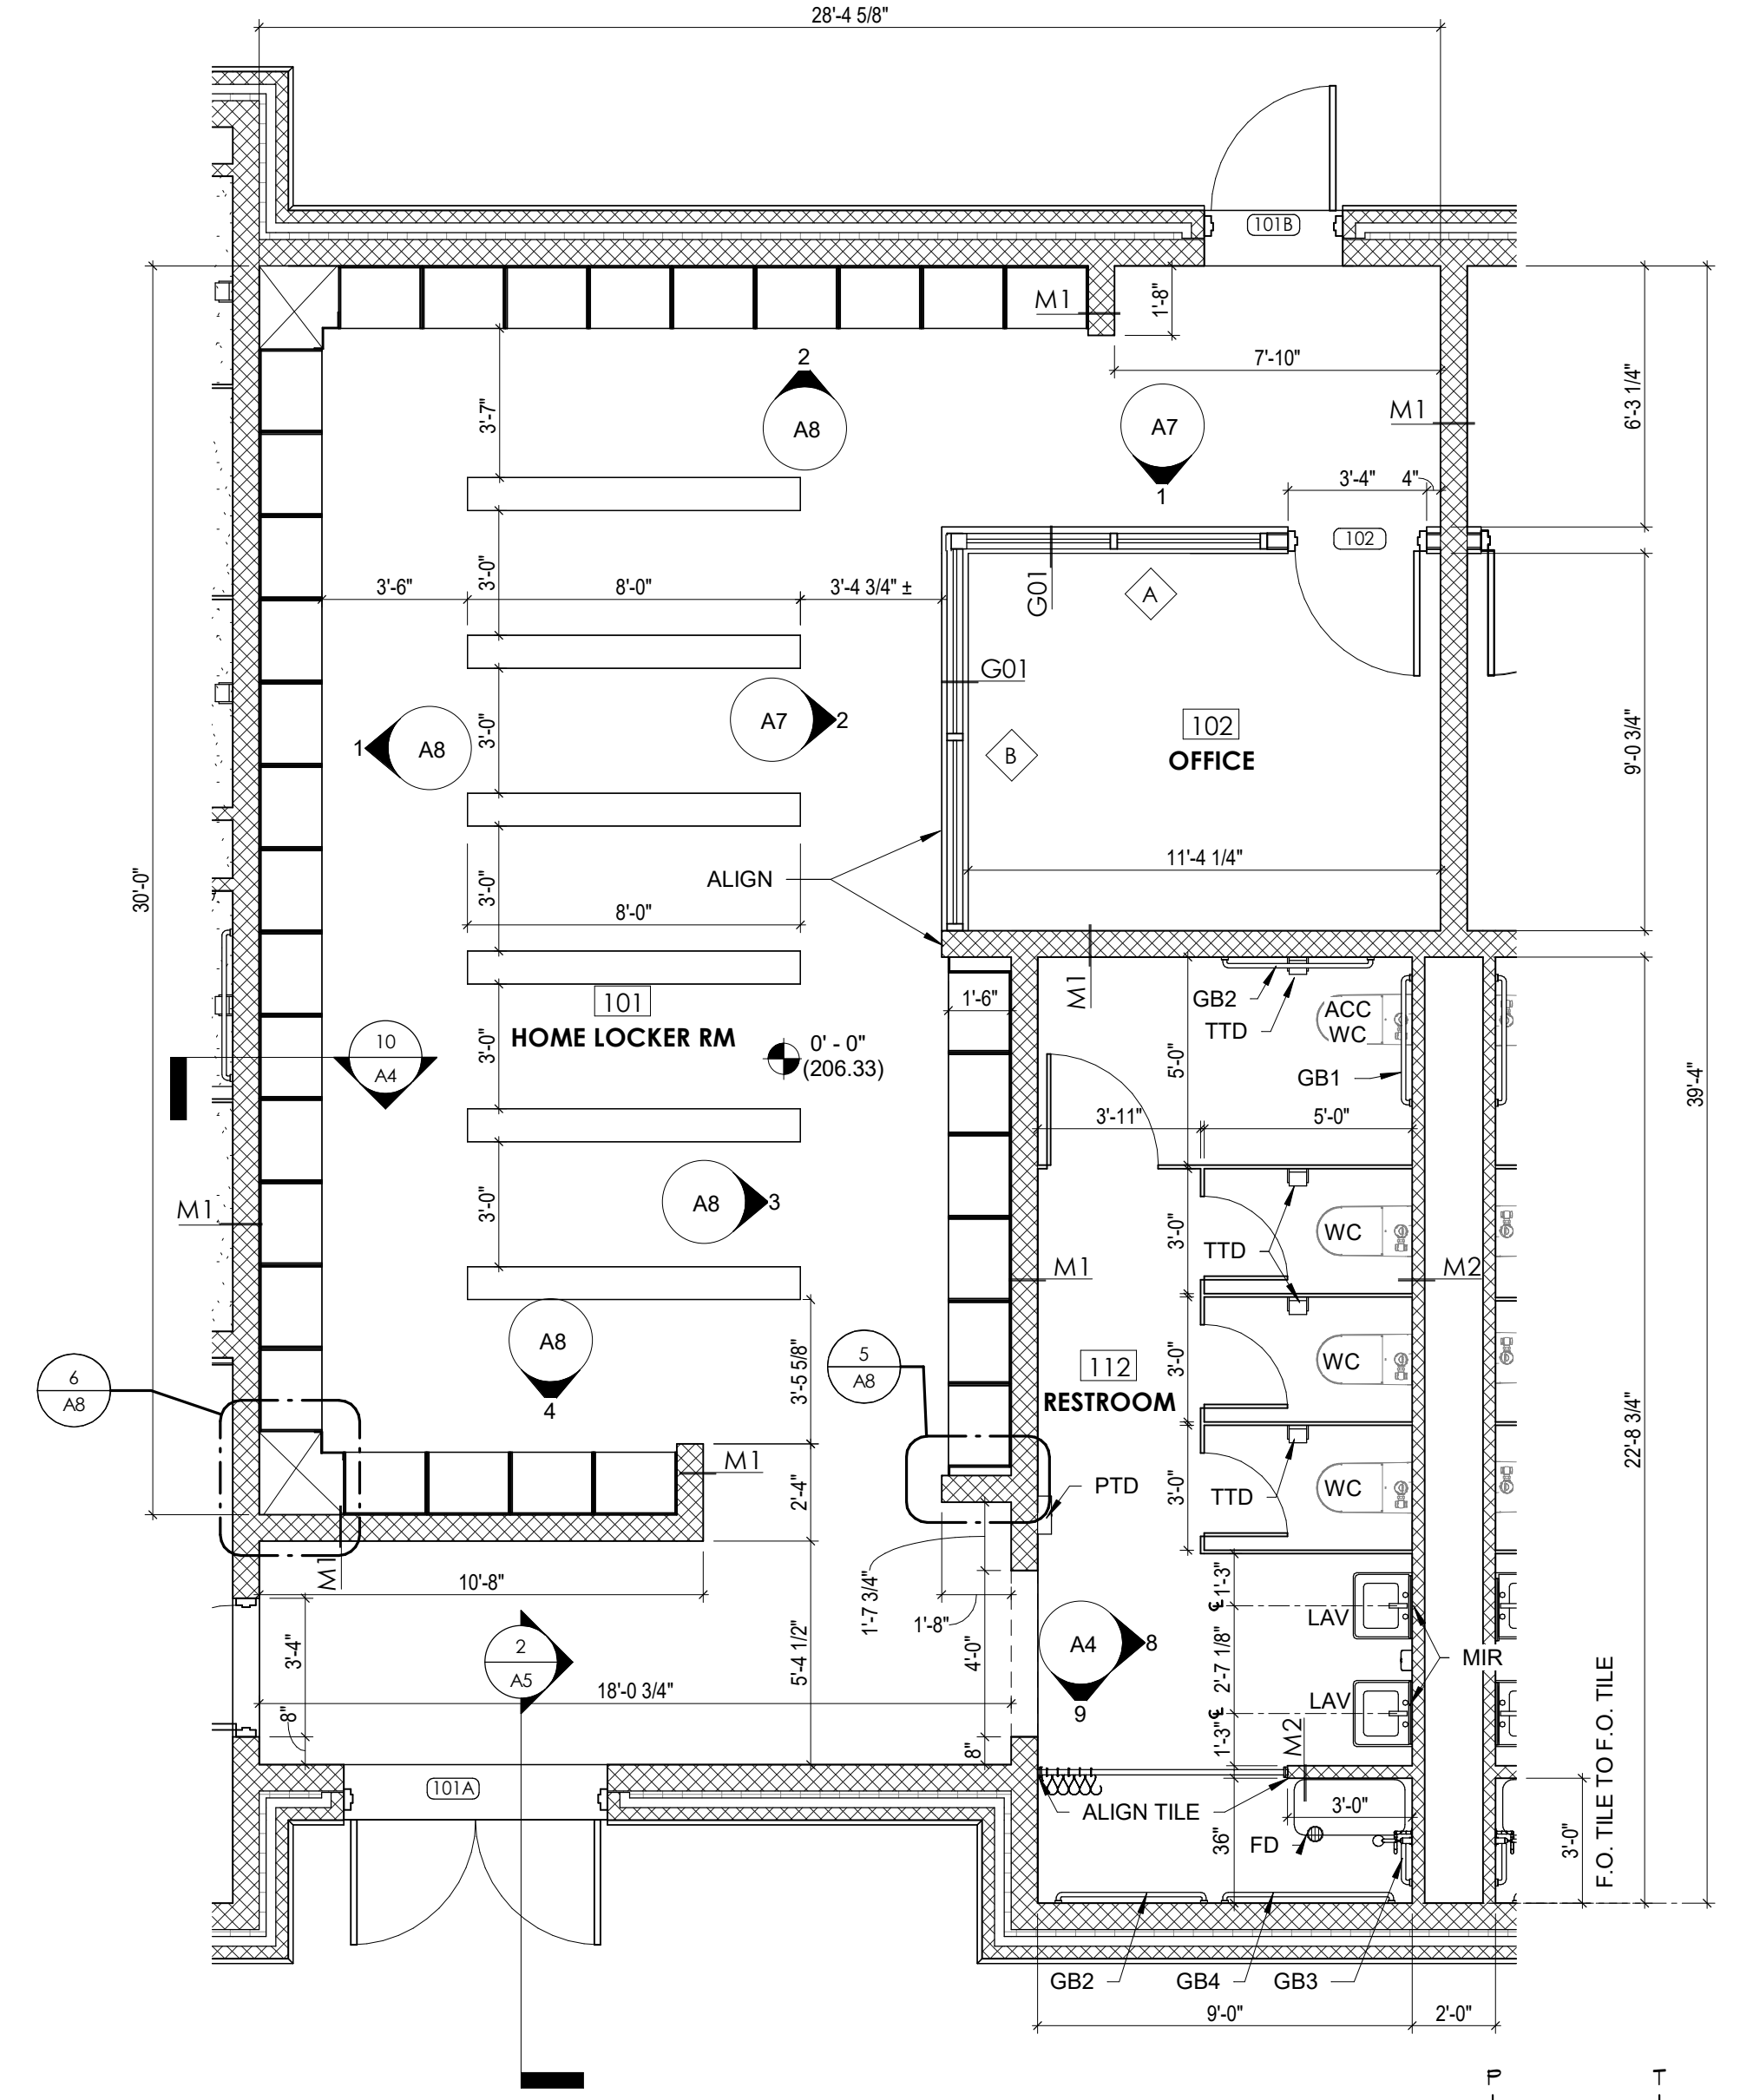 28'-4 5/8"
101B
M1
1'-8"
7'-10"
6'-3 1/4"
2
A8
3'-7"
A7
1
M1
3'-4" 4"
102
3'-0"
3'-6"
8'-0"
3'-4 3/4" ±
G01
A
G01
102
OFFICE
9'-0 3/4"
A7
2
1
A8
3'-0"
B
11'-4 1/4"
ALIGN
30'-0"
3'-0"
8'-0"
101
HOME LOCKER RM
1'-6"
M1
GB2
TTD
ACC
WC
10
A4
3'-0"
0' - 0"
(206.33)
5'-0"
GB1
39'-4"
3'-11"
5'-0"
A8
3
3'-0"
M1
TTD
WC
3'-0"
M1
M2
A8
4
6
A8
5
A8
3'-5 5/8"
112
RESTROOM
3'-0"
WC
22'-8 3/4"
M1
2'-4"
PTD
TTD
WC
3'-0"
M1
10'-8"
1'-7 3/4"
1'-8"
1'-3"
LAV
3'-4"
2
A5
5'-4 1/2"
4'-0"
A4
8
9
2'-7 1/8"
MIR
18'-0 3/4"
LAV
8"
8"
1'-3"
M2
101A
ALIGN TILE
3'-0"
36"
FD
3'-0"
F.O. TILE TO F.O. TILE
GB2
GB4
GB3
9'-0"
2'-0"
P
T